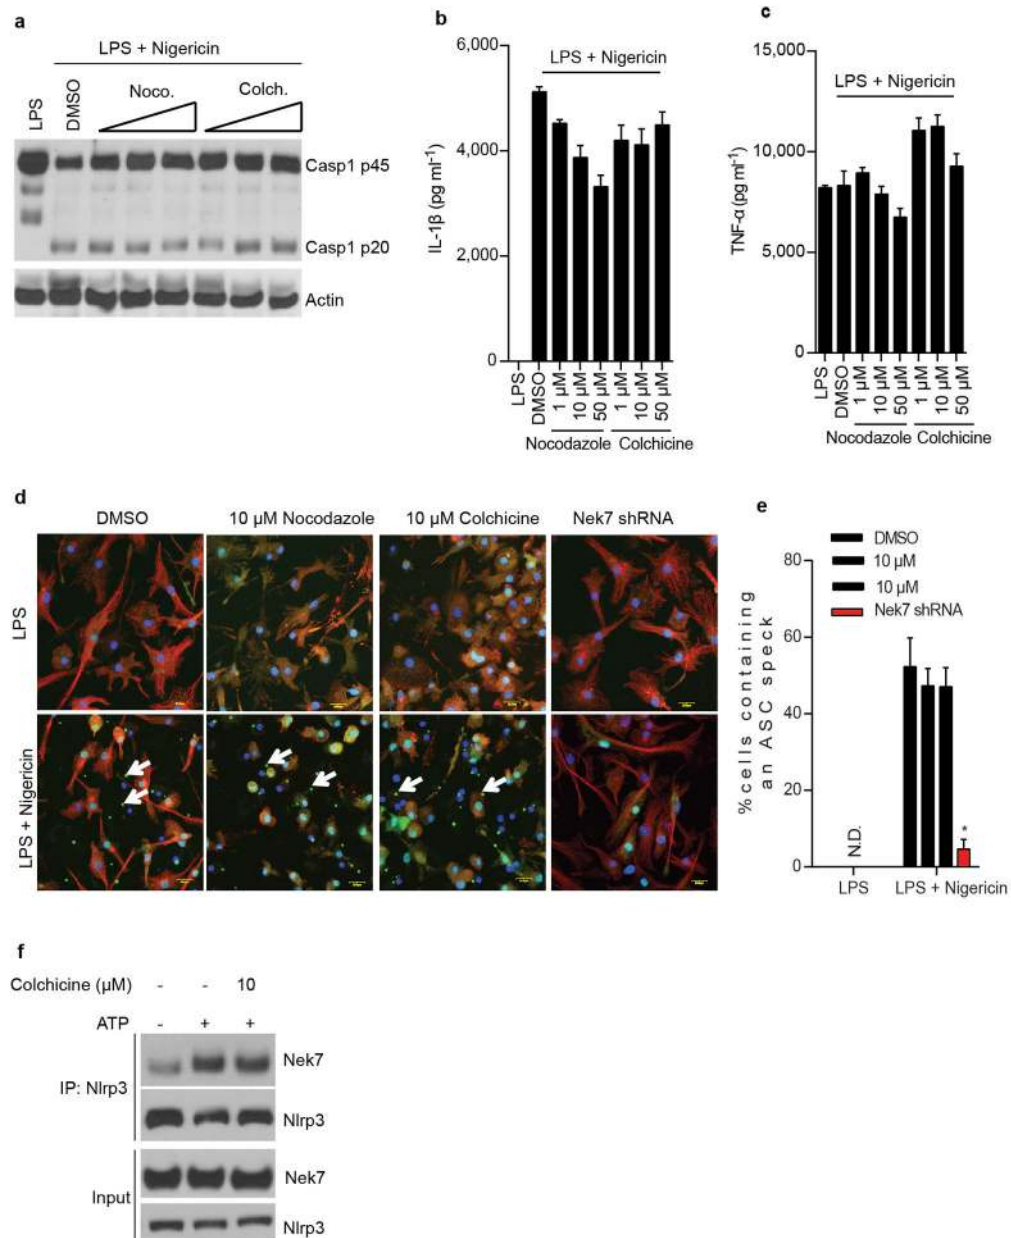 a
LPS + Nigericin
LPS
DMSO
Noco.
Colch.
Casp1 p45
Casp1 p20
Actin
b
6,000
4,000
2,000
0
IL-1β (pg ml⁻¹)
LPS + Nigericin
LPS
DMSO
1 µM
10 µM
50 µM
1 µM
10 µM
50 µM
Nocodazole
Colchicine
c
15,000
10,000
5,000
0
TNF-α (pg ml⁻¹)
LPS + Nigericin
LPS
DMSO
1 µM
10 µM
50 µM
1 µM
10 µM
50 µM
Nocodazole
Colchicine
d
DMSO
10 µM Nocodazole
10 µM Colchicine
Nek7 shRNA
LPS
LPS + Nigericin
e
DMSO
10 µM
10 µM
Nek7 shRNA
80
60
40
20
0
%cells containing
an ASC speck
N.D.
*
LPS
LPS + Nigericin
f
Colchicine (µM) - - 10
ATP - + +
IP: Nlrp3
Nek7
Nlrp3
Input
Nek7
Nlrp3